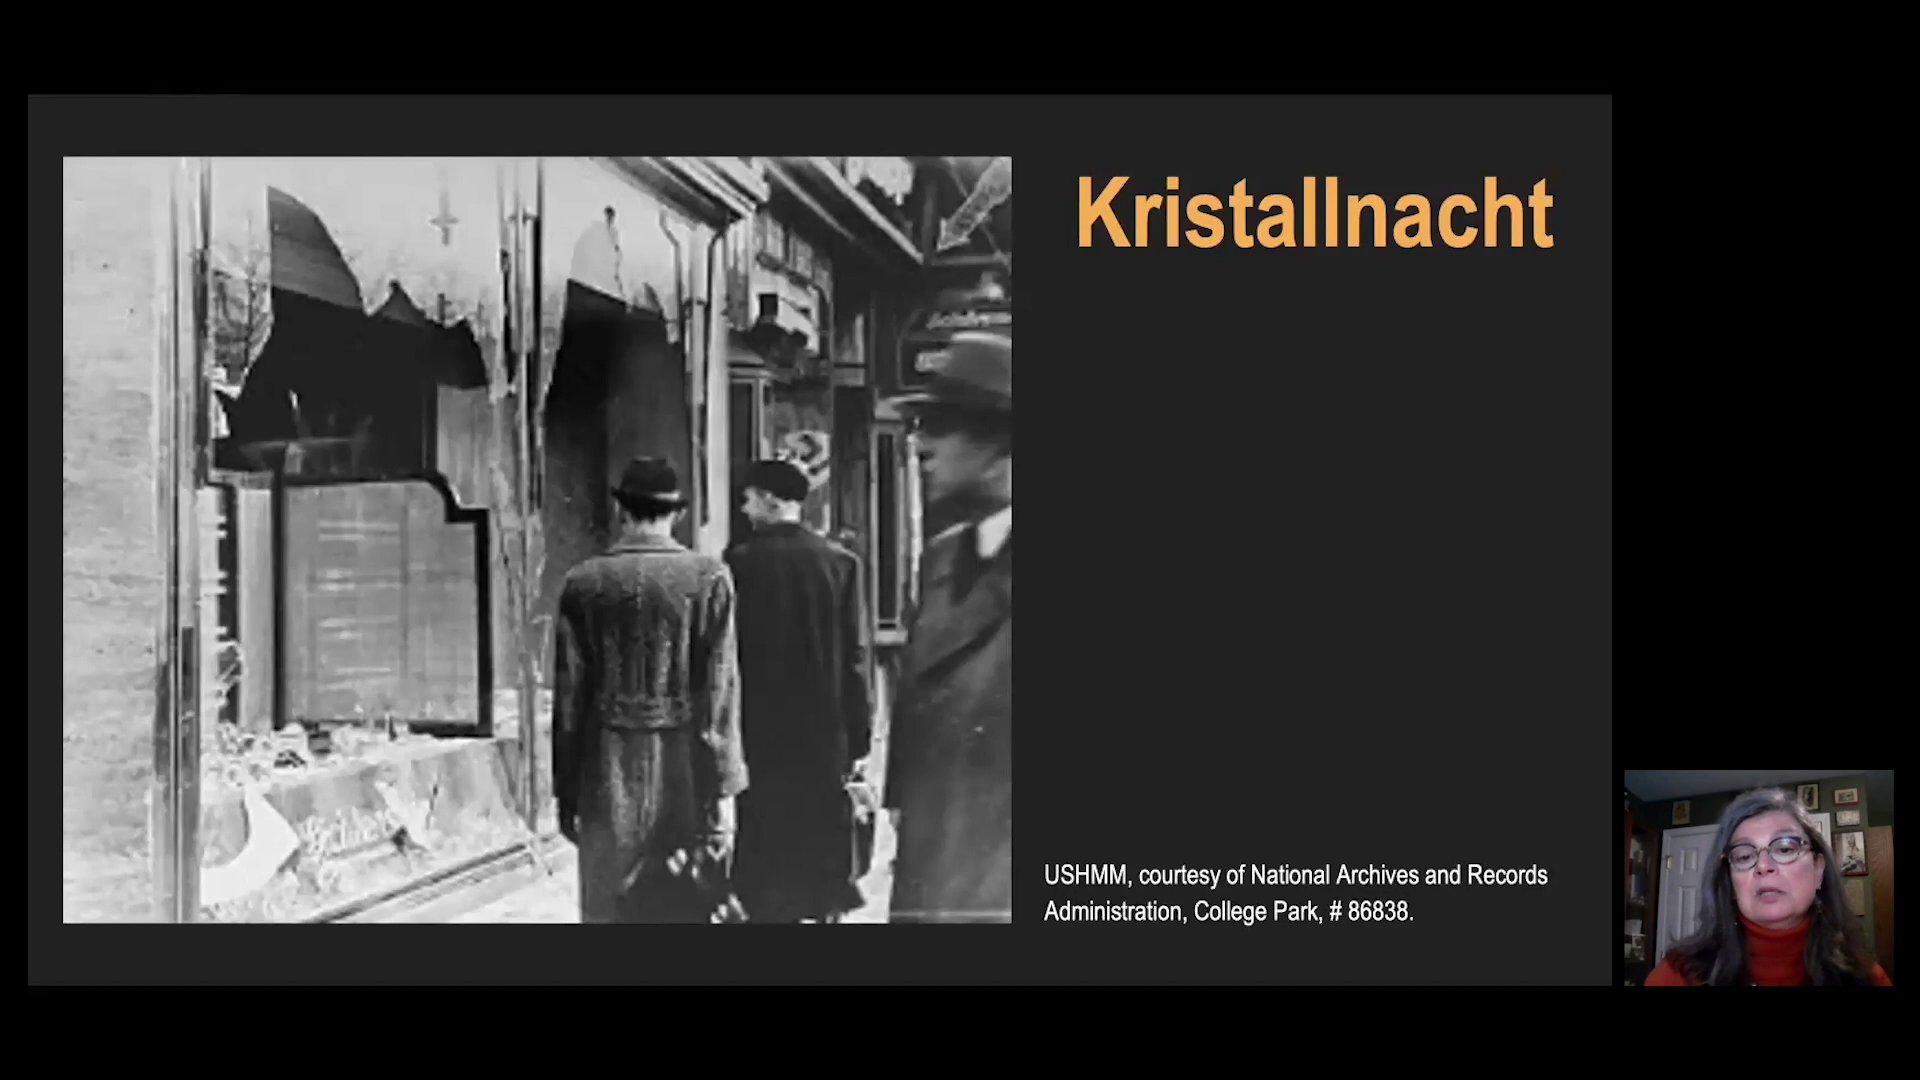 Kristallnacht
USHMM, courtesy of National Archives and Records
Administration, College Park, # 86838.